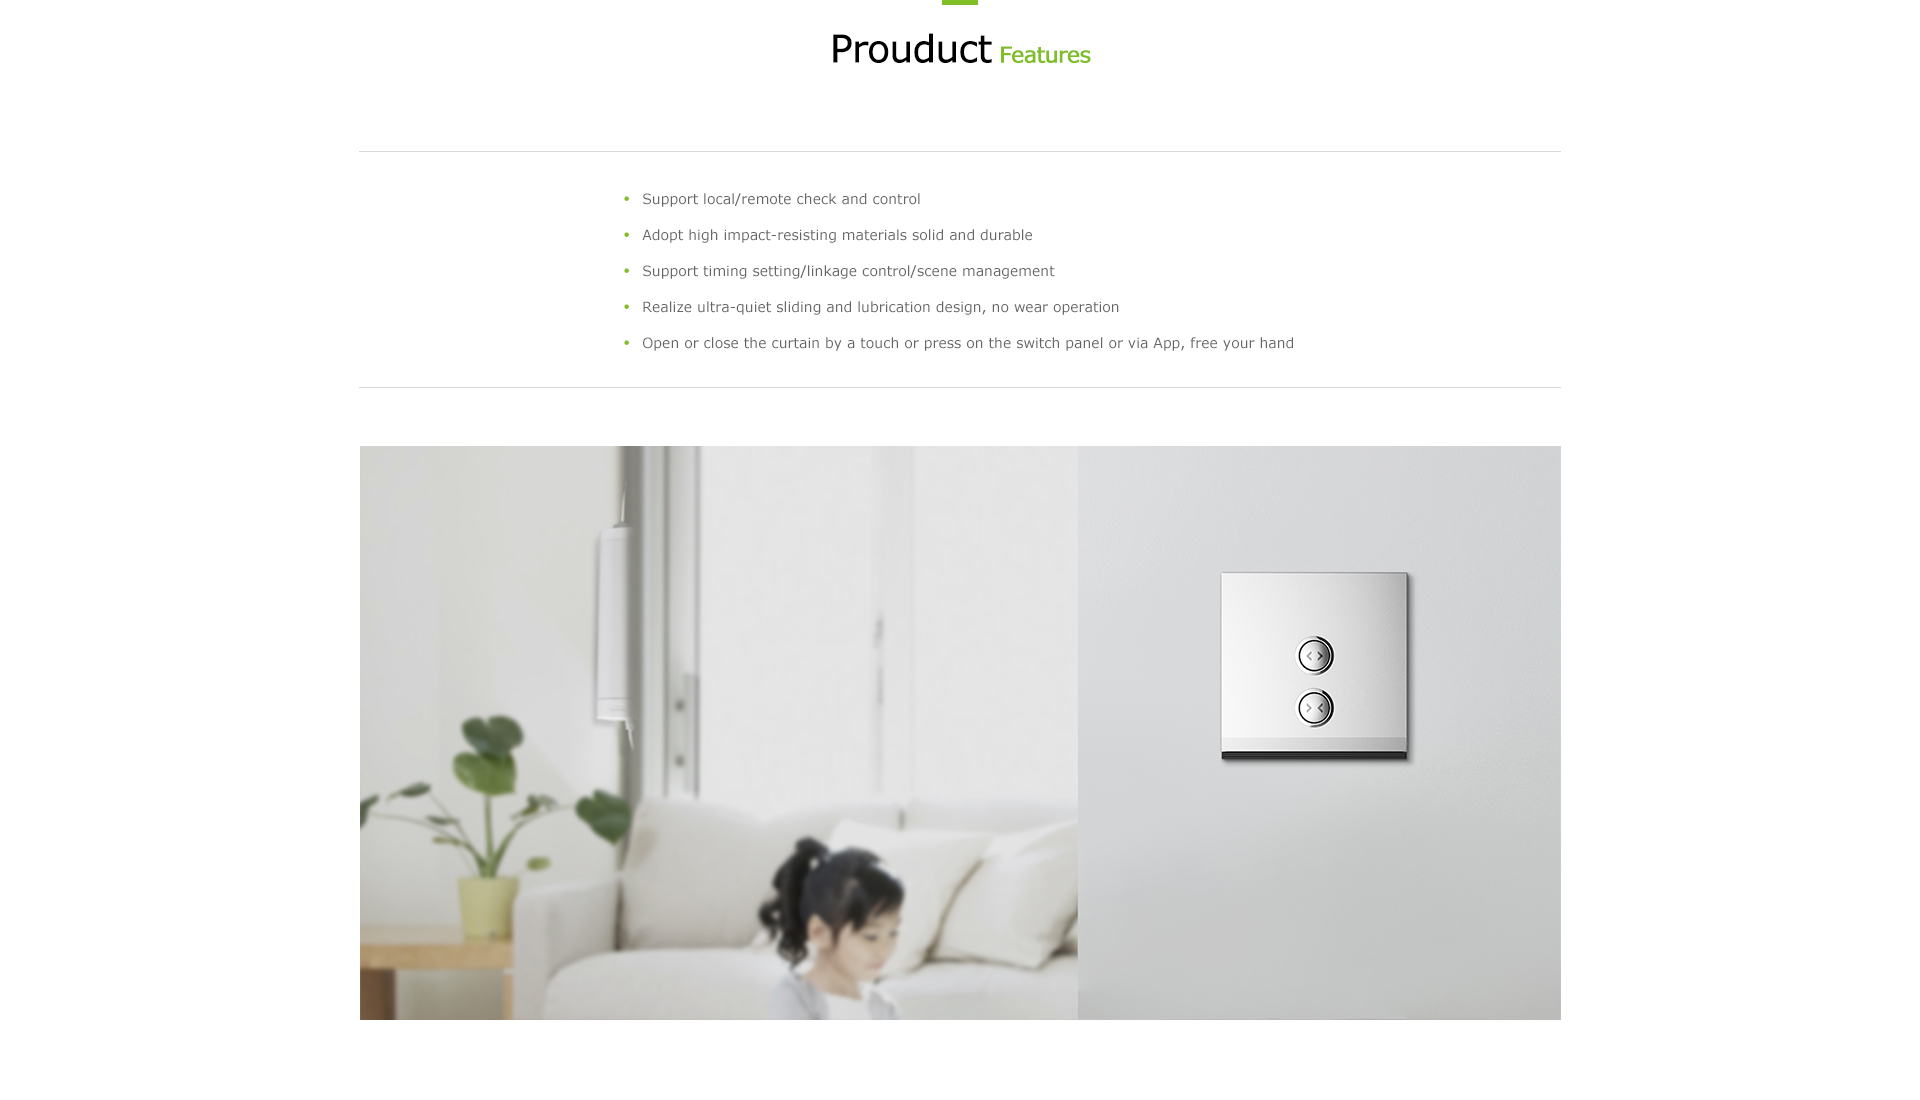 Prouduct Features
• Support local/remote check and control
• Adopt high impact-resisting materials solid and durable
• Support timing setting/linkage control/scene management
• Realize ultra-quiet sliding and lubrication design, no wear operation
• Open or close the curtain by a touch or press on the switch panel or via App, free your hand